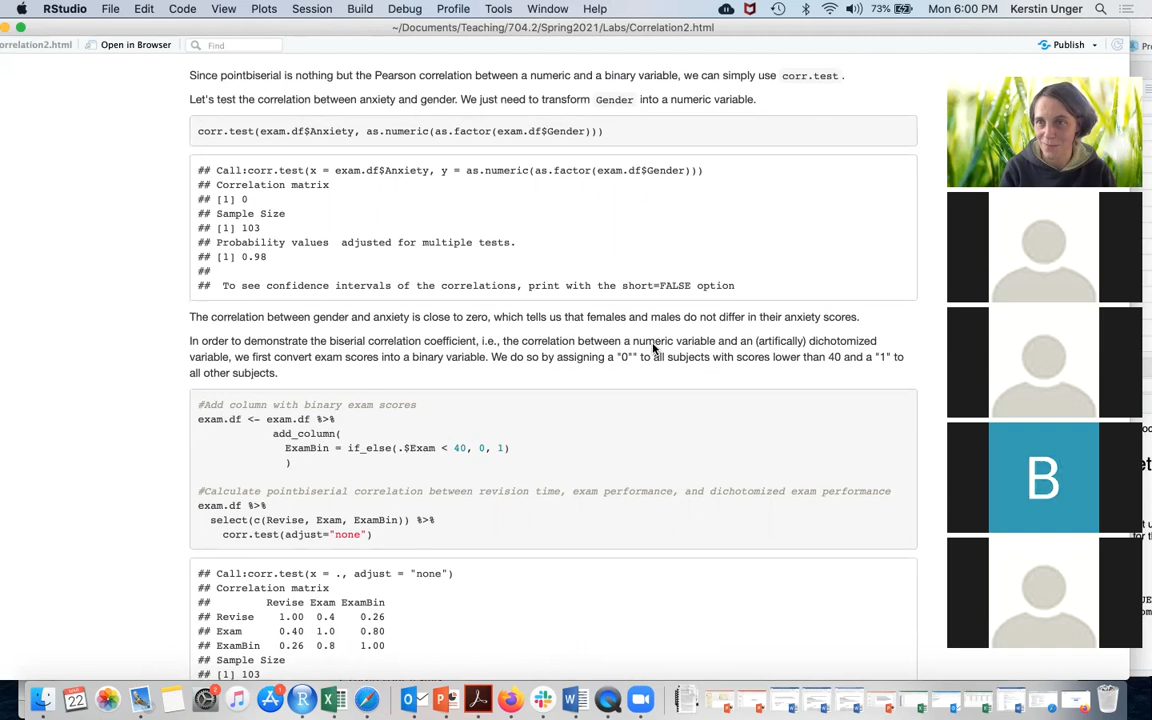 RStudio File Edit Code View Plots Session Build Debug Profile Tools Window Help 73% Mon 6:00 PM Kerstin Unger
~/Documents/Teaching/704.2/Spring2021/Labs/Correlation2.html
orrelation2.html Open in Browser Find Publish
Since pointbiserial is nothing but the Pearson correlation between a numeric and a binary variable, we can simply use corr.test.
Let's test the correlation between anxiety and gender. We just need to transform Gender into a numeric variable.
corr.test(exam.df$Anxiety, as.numeric(as.factor(exam.df$Gender)))
## Call:corr.test(x = exam.df$Anxiety, y = as.numeric(as.factor(exam.df$Gender)))
## Correlation matrix
## [1] 0
## Sample Size
## [1] 103
## Probability values  adjusted for multiple tests.
## [1] 0.98
##
##  To see confidence intervals of the correlations, print with the short=FALSE option
The correlation between gender and anxiety is close to zero, which tells us that females and males do not differ in their anxiety scores.
In order to demonstrate the biserial correlation coefficient, i.e., the correlation between a numeric variable and an (artifically) dichotomized
variable, we first convert exam scores into a binary variable. We do so by assigning a "0"" to all subjects with scores lower than 40 and a "1" to
all other subjects.
#Add column with binary exam scores
exam.df <- exam.df %>%
add_column(
ExamBin = if_else(.$Exam < 40, 0, 1)
)
#Calculate pointbiserial correlation between revision time, exam performance, and dichotomized exam performance
exam.df %>%
select(c(Revise, Exam, ExamBin)) %>%
corr.test(adjust="none")
## Call:corr.test(x = ., adjust = "none")
## Correlation matrix
##         Revise Exam ExamBin
## Revise    1.00  0.4    0.26
## Exam      0.40  1.0    0.80
## ExamBin   0.26  0.8    1.00
## Sample Size
## [1] 103
B